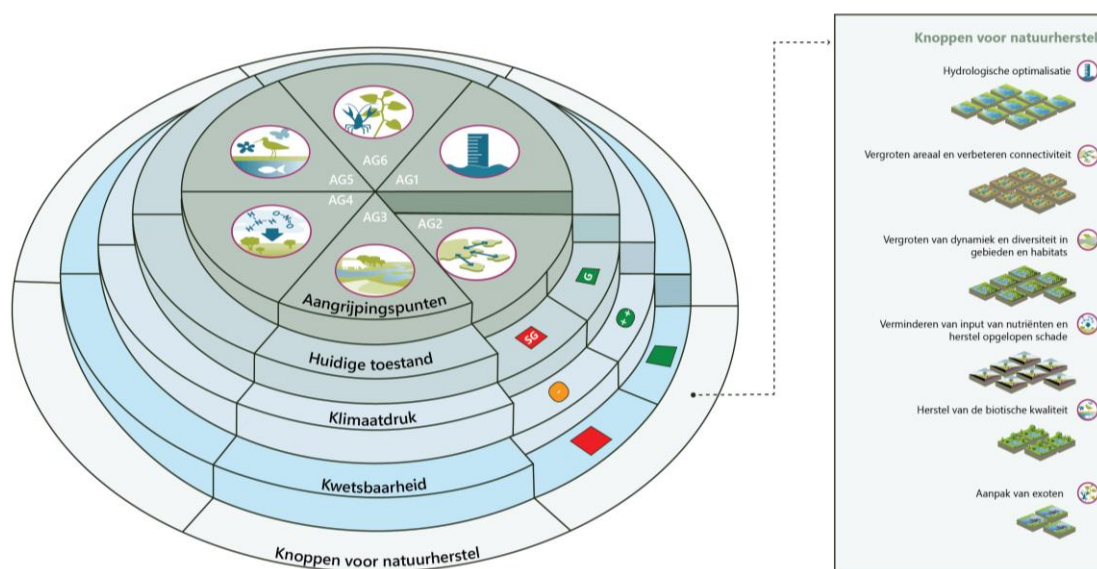 AG6
AG5
AG1
AG4
AG3
AG2
Aangrijpingspunten
Huidige toestand
Klimaatdruk
Kwetsbaarheid
Knoppen voor natuurherstel
G
SG
++
-
Knoppen voor natuurherstel
Hydrologische optimalisatie
Vergroten areaal en verbeteren connectiviteit
Vergroten van dynamiek en diversiteit in
gebieden en habitats
Verminderen van input van nutriënten en
herstel opgelopen schade
Herstel van de biotische kwaliteit
Aanpak van exoten